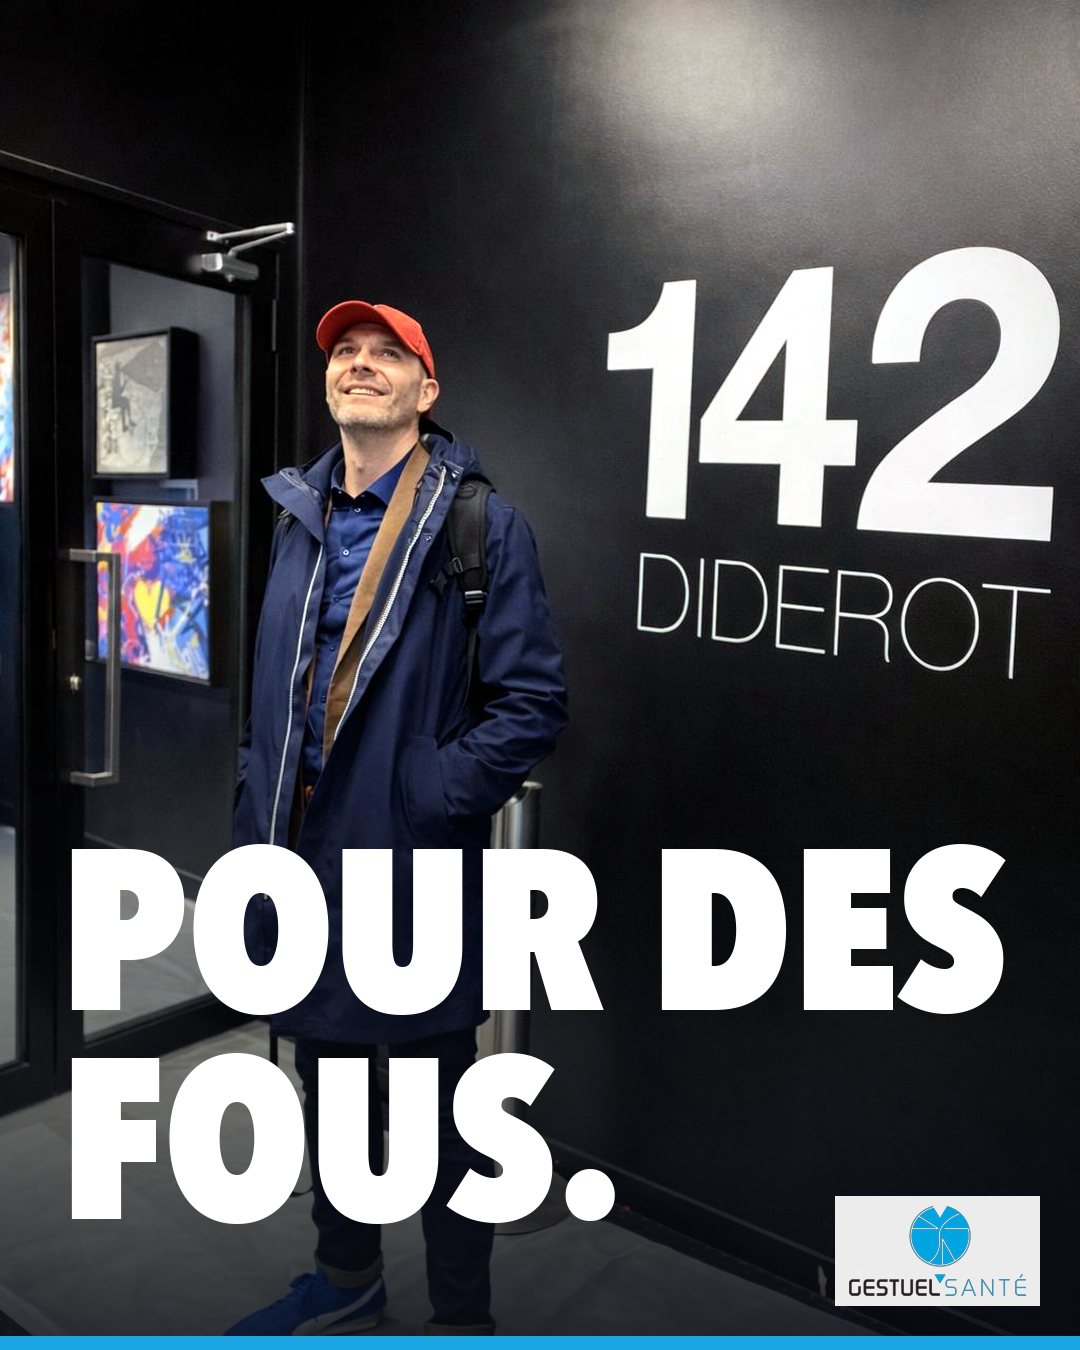 142
DIDEROT
POUR DES
FOUS.
GESTUEL SANTÉ